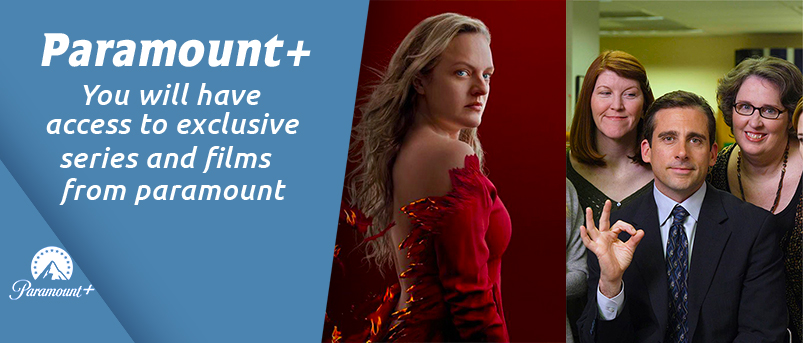 Paramount+
You will have
access to exclusive
series and films
from paramount
Paramount+